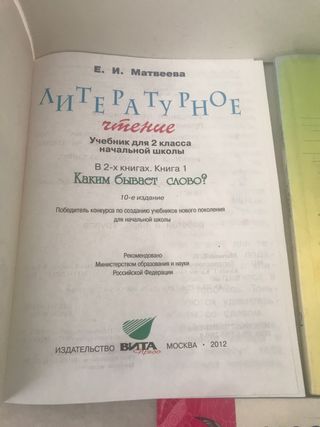 Е. И. Матвеева
ЛИТЕРАТУРНОЕ
чтение
Учебник для 2 класса
начальной школы
В 2-х книгах. Книга 1
Каким бывает слово?
10-е издание
Победитель конкурса по созданию учебников нового поколения
для начальной школы
Рекомендовано
Министерством образования и науки
Российской Федерации
ИЗДАТЕЛЬСТВО ВИТА Пресс МОСКВА · 2012